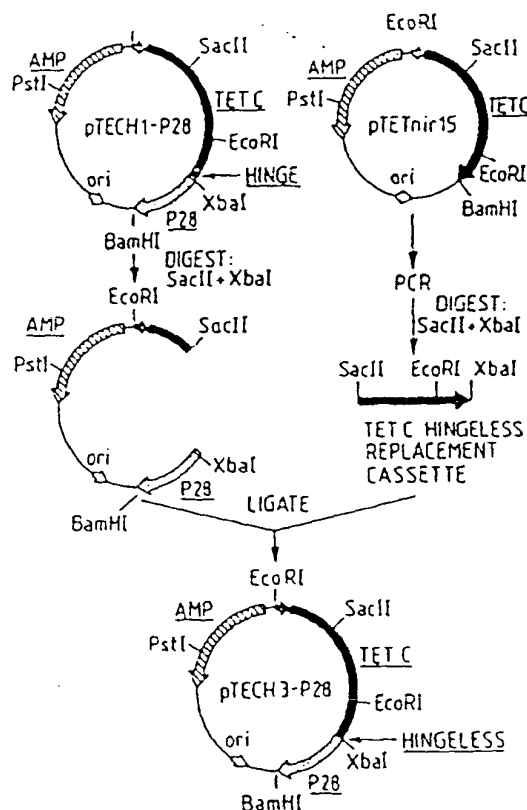 SacII
AMP
PstI
TET C
pTECH1-P28
EcoRI
ori
HINGE
XbaI
P28
BamHI
DIGEST:
SacII+XbaI
EcoRI
SacII
AMP
PstI
TETC
pTETnir15
EcoRI
ori
BamHI
PCR
DIGEST:
SacII+XbaI
SacII EcoRI XbaI
TET C HINGELESS
REPLACEMENT
CASSETTE
EcoRI
AMP
SacII
PstI
ori
XbaI
P28
BamHI
LIGATE
EcoRI
AMP
SacII
PstI
TET C
pTECH3-P28
EcoRI
ori
HINGELESS
XbaI
P28
BamHI